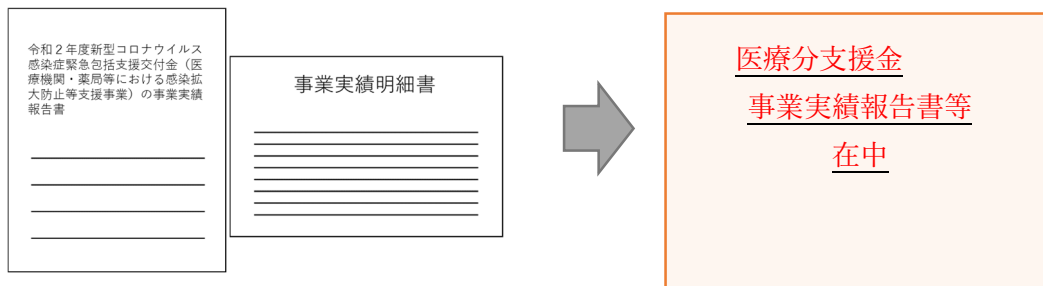 令和２年度新型コロナウイルス
感染症緊急包括支援交付金（医
療機関・薬局等における感染拡
大防止等支援事業）の事業実績
報告書
事業実績明細書
医療分支援金
事業実績報告書等
在中